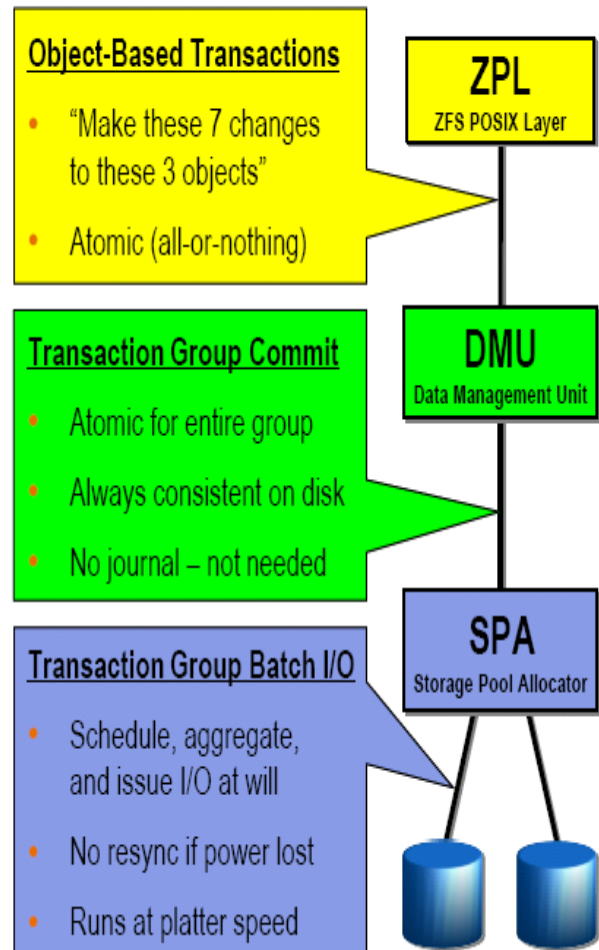 Object-Based Transactions
• “Make these 7 changes
to these 3 objects”
• Atomic (all-or-nothing)
ZPL
ZFS POSIX Layer
Transaction Group Commit
• Atomic for entire group
• Always consistent on disk
• No journal – not needed
DMU
Data Management Unit
Transaction Group Batch I/O
• Schedule, aggregate,
and issue I/O at will
• No resync if power lost
• Runs at platter speed
SPA
Storage Pool Allocator